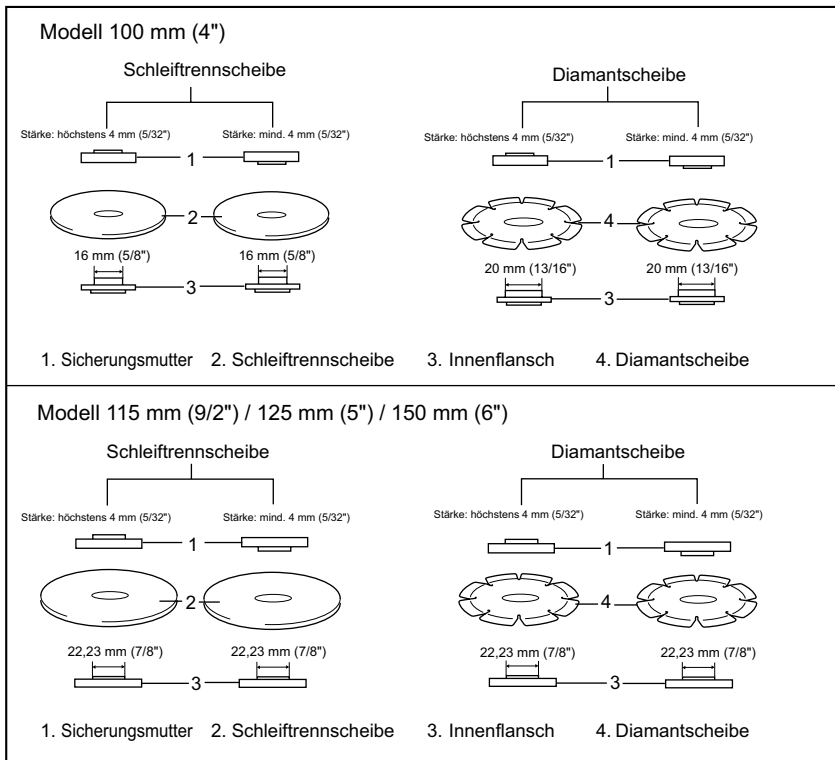 Modell 100 mm (4")
Schleiftrennscheibe
Diamantscheibe
Stärke: höchstens 4 mm (5/32") Stärke: mind. 4 mm (5/32")
Stärke: höchstens 4 mm (5/32") Stärke: mind. 4 mm (5/32")
1 1
2 4
16 mm (5/8") 16 mm (5/8") 20 mm (13/16") 20 mm (13/16")
3 3
1. Sicherungsmutter 2. Schleiftrennscheibe 3. Innenflansch 4. Diamantscheibe
Modell 115 mm (9/2") / 125 mm (5") / 150 mm (6")
Schleiftrennscheibe Diamantscheibe
Stärke: höchstens 4 mm (5/32") Stärke: mind. 4 mm (5/32") Stärke: höchstens 4 mm (5/32") Stärke: mind. 4 mm (5/32")
1 1
2 4
22,23 mm (7/8") 22,23 mm (7/8") 22,23 mm (7/8") 22,23 mm (7/8")
3 3
1. Sicherungsmutter 2. Schleiftrennscheibe 3. Innenflansch 4. Diamantscheibe